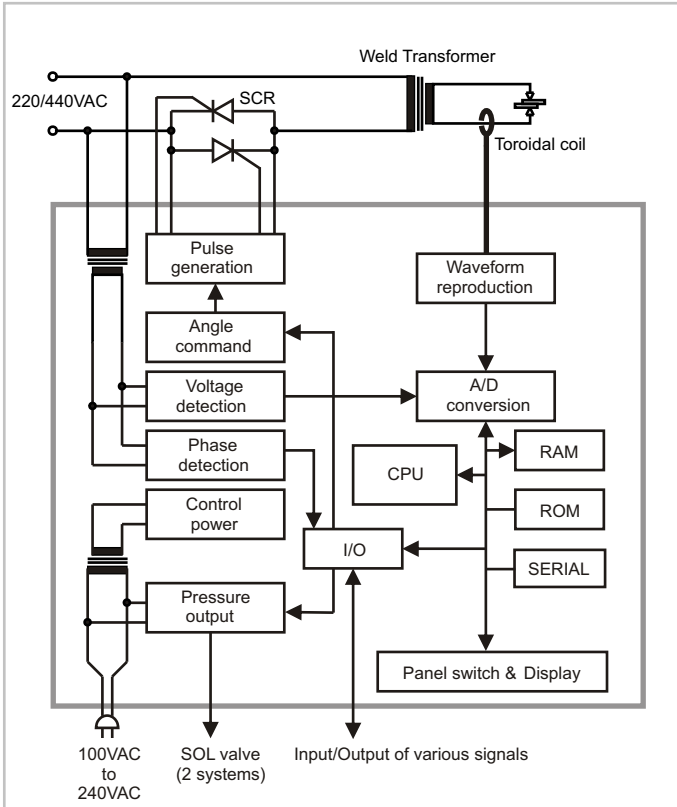 Weld Transformer
220/440VAC
SCR
Toroidal coil
Pulse
generation
Waveform
reproduction
Angle
command
Voltage
detection
A/D
conversion
Phase
detection
CPU
RAM
Control
power
ROM
I/O
SERIAL
Pressure
output
Panel switch & Display
100VAC
to
240VAC
SOL valve
(2 systems)
Input/Output of various signals